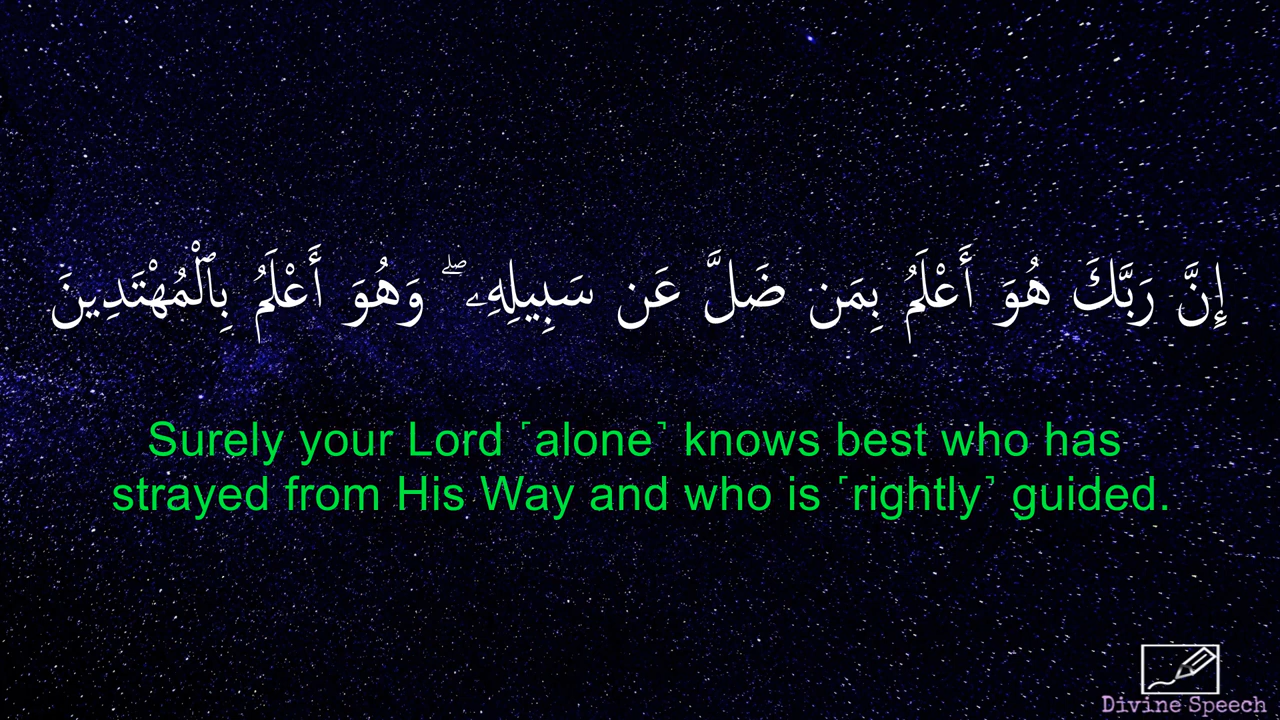 إِنَّ رَبَّكَ هُوَ أَعْلَمُ بِمَن ضَلَّ عَن سَبِيلِهِۦ ۖ وَهُوَ أَعْلَمُ بِٱلْمُهْتَدِينَ
Surely your Lord ˹alone˺ knows best who has
strayed from His Way and who is ˹rightly˺ guided.
Divine Speech